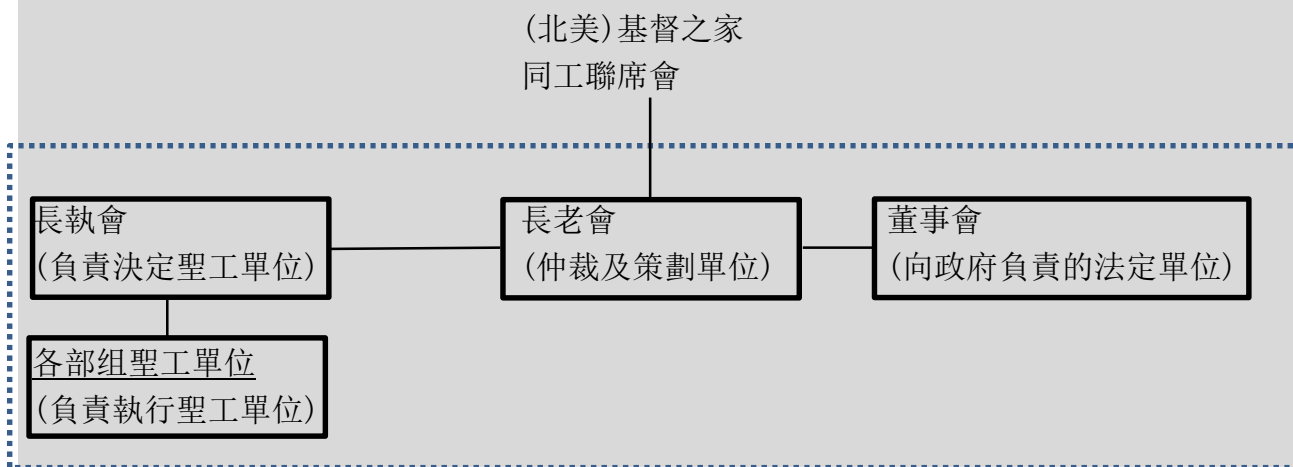 (北美)基督之家
同工聯席會
長執會
(負責決定聖工單位)
長老會
(仲裁及策劃單位)
董事會
(向政府負責的法定單位)
各部组聖工單位
(負責執行聖工單位)